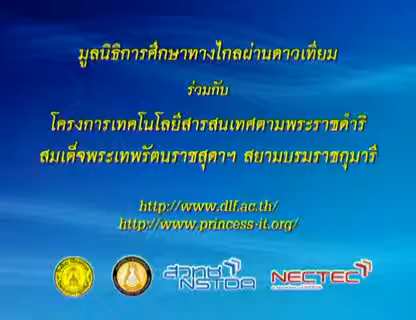 มูลนิธิการศึกษาทางไกลผ่านดาวเทียม
ร่วมกับ
โครงการเทคโนโลยีสารสนเทศตามพระราชดำริ
สมเด็จพระเทพรัตนราชสุดาฯ สยามบรมราชกุมารี
http://www.dlf.ac.th/
http://www.princess-it.org/
สวทช
NSTDA
NECTEC